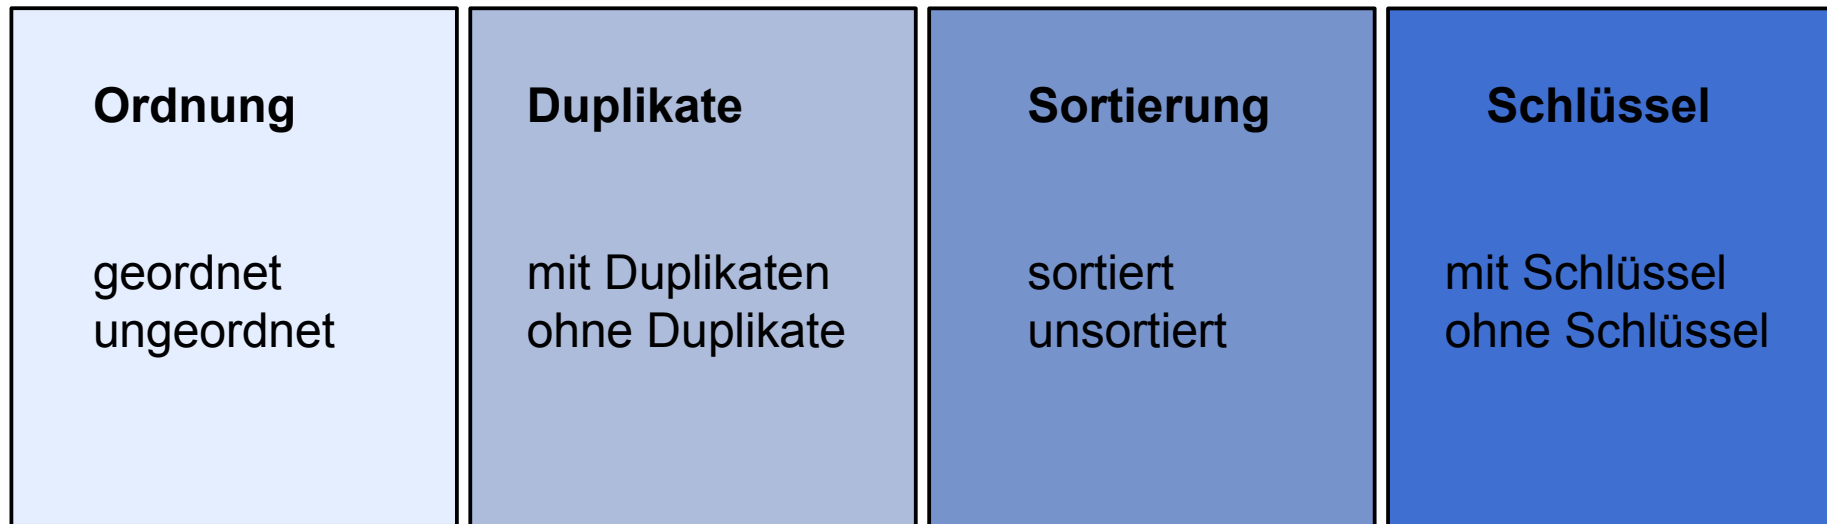 Ordnung
geordnet
ungeordnet
Duplikate
mit Duplikaten
ohne Duplikate
Sortierung
sortiert
unsortiert
Schlüssel
mit Schlüssel
ohne Schlüssel